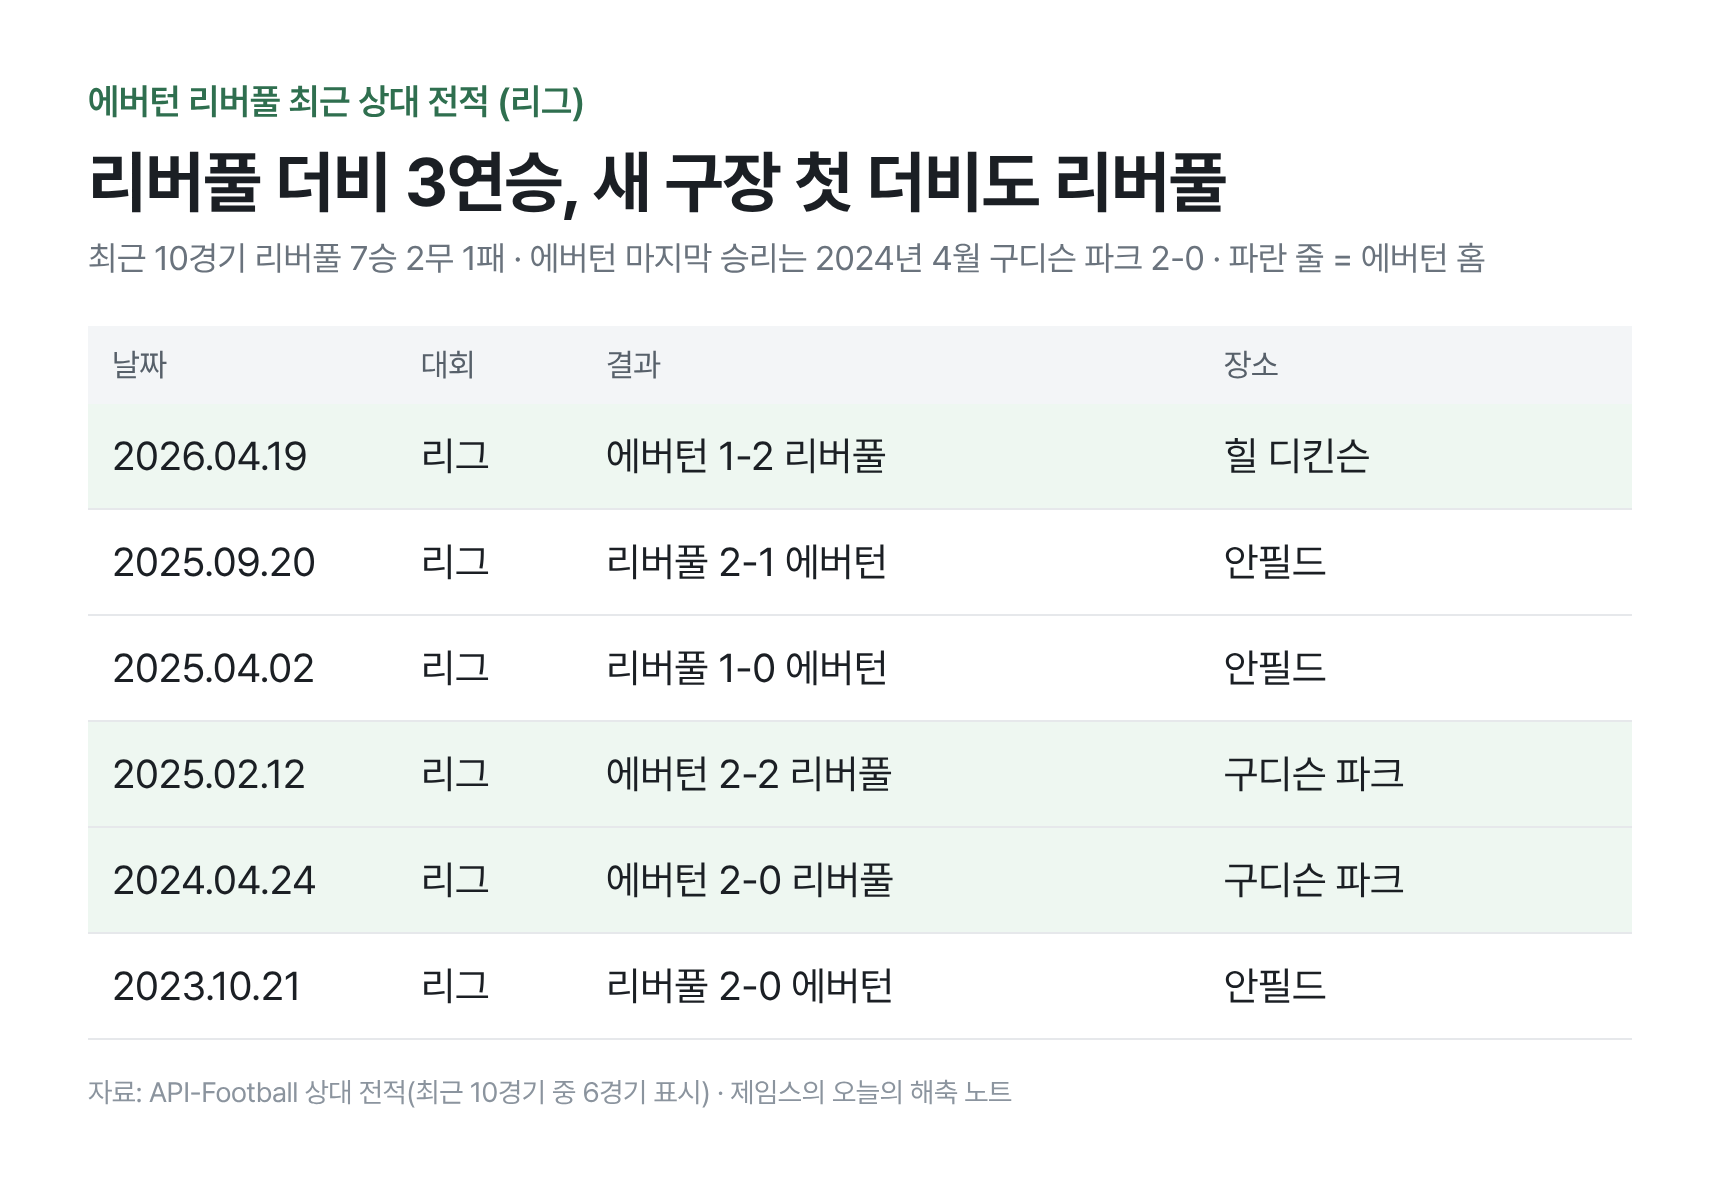 에버턴 리버풀 최근 상대 전적 (리그)
리버풀 더비 3연승, 새 구장 첫 더비도 리버풀
최근 10경기 리버풀 7승 2무 1패 · 에버턴 마지막 승리는 2024년 4월 구디슨 파크 2-0 · 파란 줄 = 에버턴 홈
날짜 대회 결과 장소
2026.04.19 리그 에버턴 1-2 리버풀 힐 디킨슨
2025.09.20 리그 리버풀 2-1 에버턴 안필드
2025.04.02 리그 리버풀 1-0 에버턴 안필드
2025.02.12 리그 에버턴 2-2 리버풀 구디슨 파크
2024.04.24 리그 에버턴 2-0 리버풀 구디슨 파크
2023.10.21 리그 리버풀 2-0 에버턴 안필드
자료: API-Football 상대 전적(최근 10경기 중 6경기 표시) · 제임스의 오늘의 해축 노트